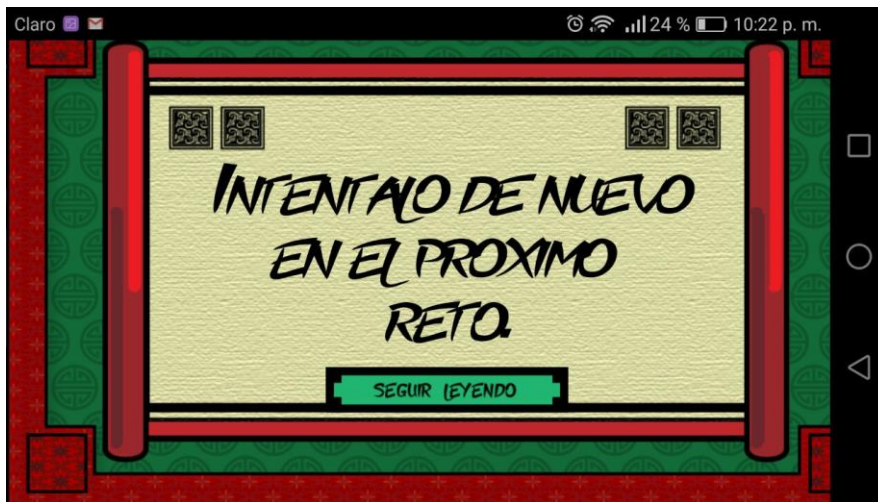 Claro 24 % 10:22 p. m.
INTENTALO DE NUEVO
EN EL PROXIMO
RETO.
SEGUIR LEYENDO